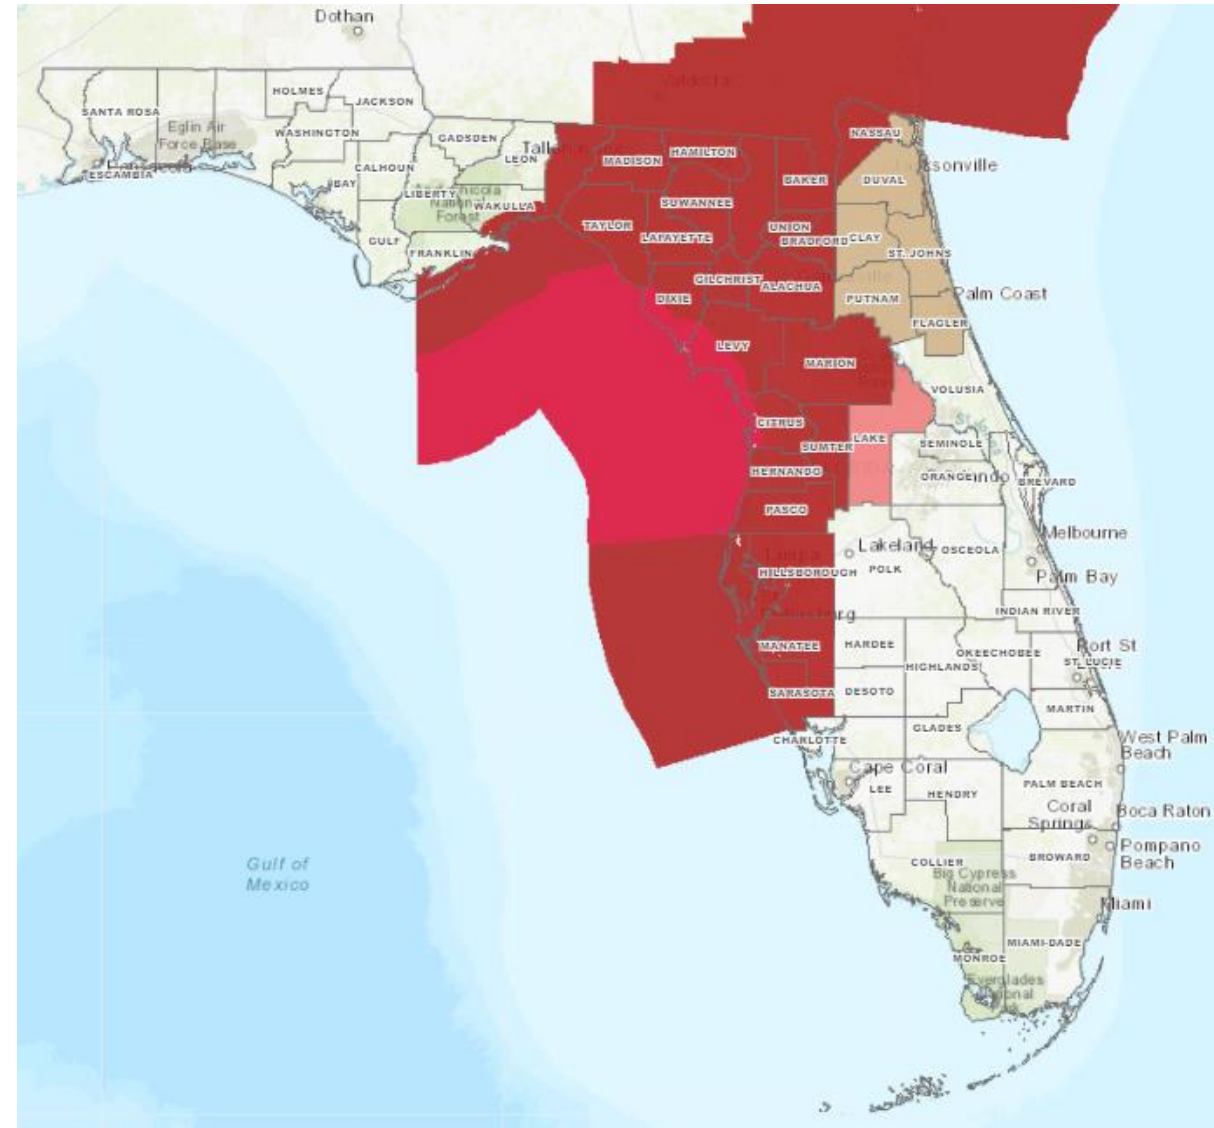 Dothan
HOLMES
JACKSON
SANTA ROSA
Valdosta
Eglin Air
Force Base
WASHINGTON
GADSDEN
LEON
NASSAU
ESCAMBIA
CALHOUN
BAY
LIBERTY
National
Forest
WAKULLA
MADISON
HAMILTON
BAKER
DUVAL
SUWANNEE
TAYLOR
LAFAYETTE
UNION
BRADFORD
CLAY
GULF
FRANKLIN
ST. JOHNS
GILCHRIST
ALACHUA
DIXIE
PUTNAM
Palm Coast
FLAGLER
LEVY
MARION
VOLUSIA
CITRUS
SUMTER
LAKE
SEMINOLE
HERNANDO
ORANGE
BREVARD
PASCO
Melbourne
Lakeland
OSCEOLA
HILLSBOROUGH
POLK
Palm Bay
INDIAN RIVER
MANATEE
HARDEE
OKEECHOBEE
Port St
HIGHLANDS
ST. LUCIE
SARASOTA
DESOTO
MARTIN
CHARLOTTE
GLADES
West Palm
Beach
Cape Coral
LEE
HENDRY
PALM BEACH
Coral
Springs
Boca Raton
Gulf of
Mexico
COLLIER
BROWARD
Pompano
Beach
Big Cypress
National
Preserve
Miami
MIAMI-DADE
MONROE
Everglades